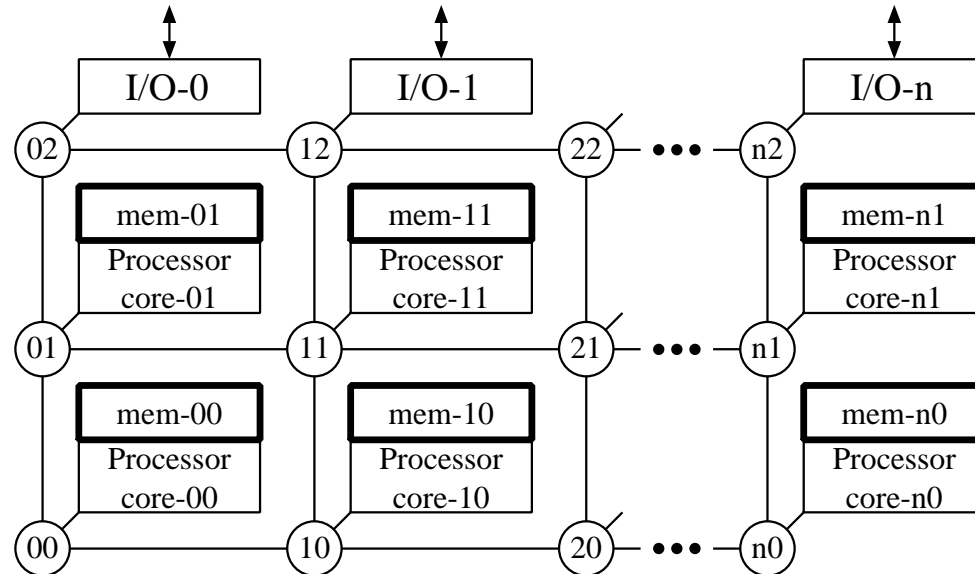 I/O-0 I/O-1 I/O-n
02 12 22 ••• n2
mem-01 mem-11 mem-n1
Processor Processor Processor
core-01 core-11 core-n1
01 11 21 ••• n1
mem-00 mem-10 mem-n0
Processor Processor Processor
core-00 core-10 core-n0
00 10 20 ••• n0